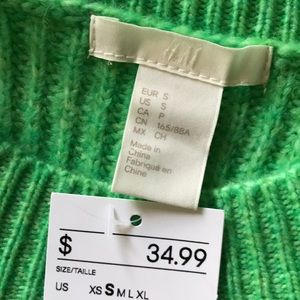 H&M
EUR S
US S
CA P
CN 165/88A
MX CH
Made in
China
Fabriqué en
Chine
$ 34.99
SIZE/TAILLE
US XS S M L XL